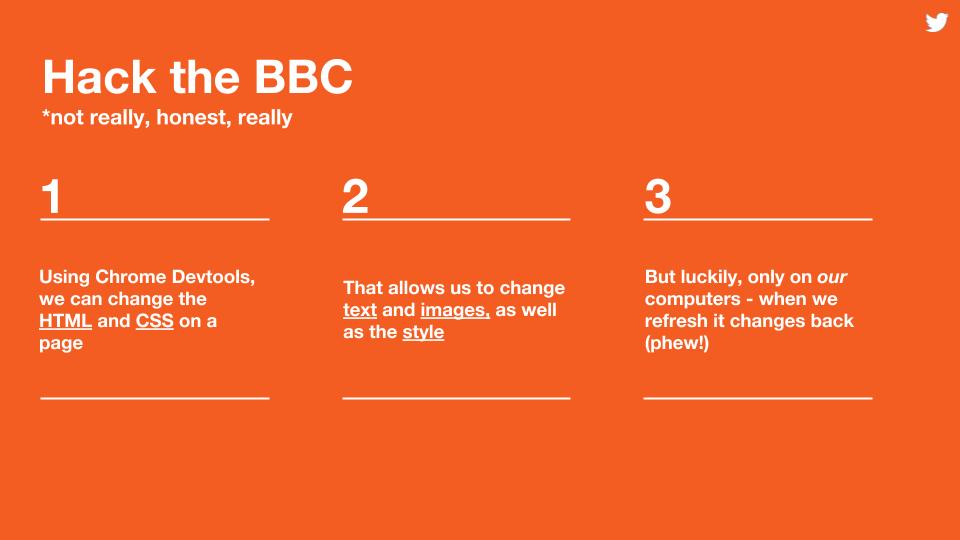 Hack the BBC
*not really, honest, really
1
Using Chrome Devtools,
we can change the
HTML and CSS on a
page
2
That allows us to change
text and images, as well
as the style
3
But luckily, only on our
computers - when we
refresh it changes back
(phew!)